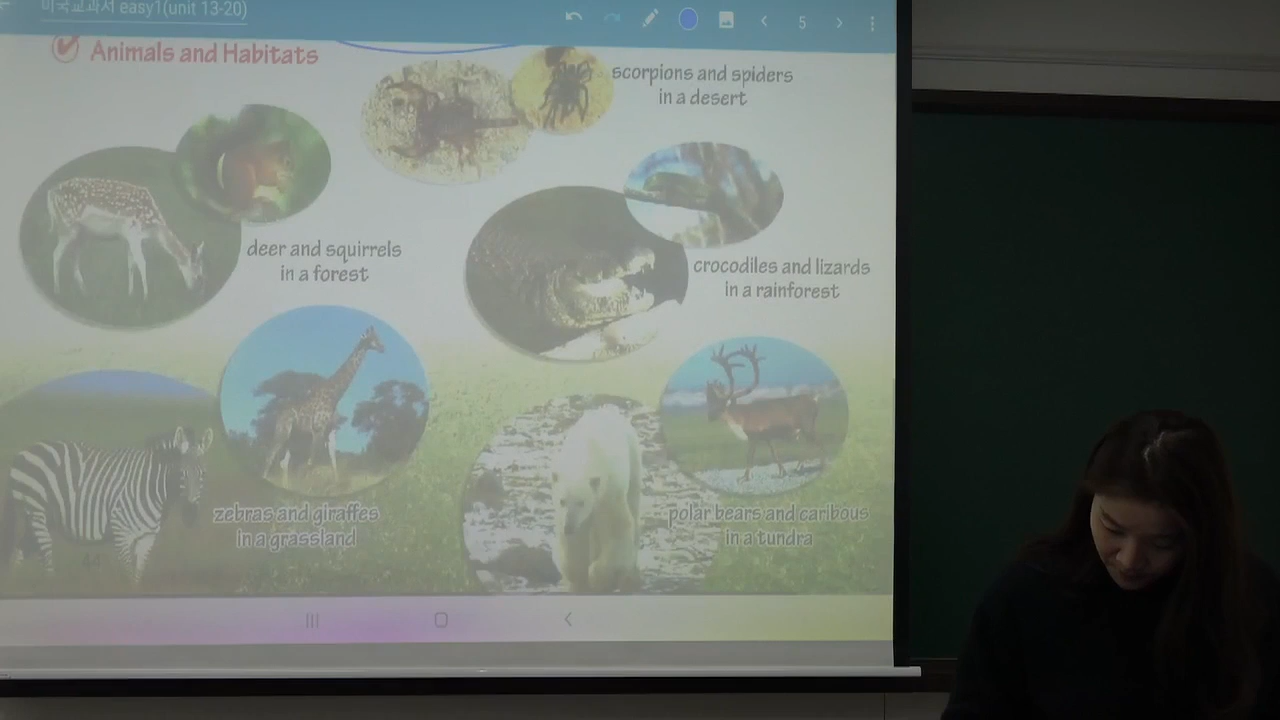 미국교과서 easy1(unit 13-20)
5
Animals and Habitats
scorpions and spiders
in a desert
deer and squirrels
in a forest
crocodiles and lizards
in a rainforest
zebras and giraffes
in a grassland
polar bears and caribous
in a tundra